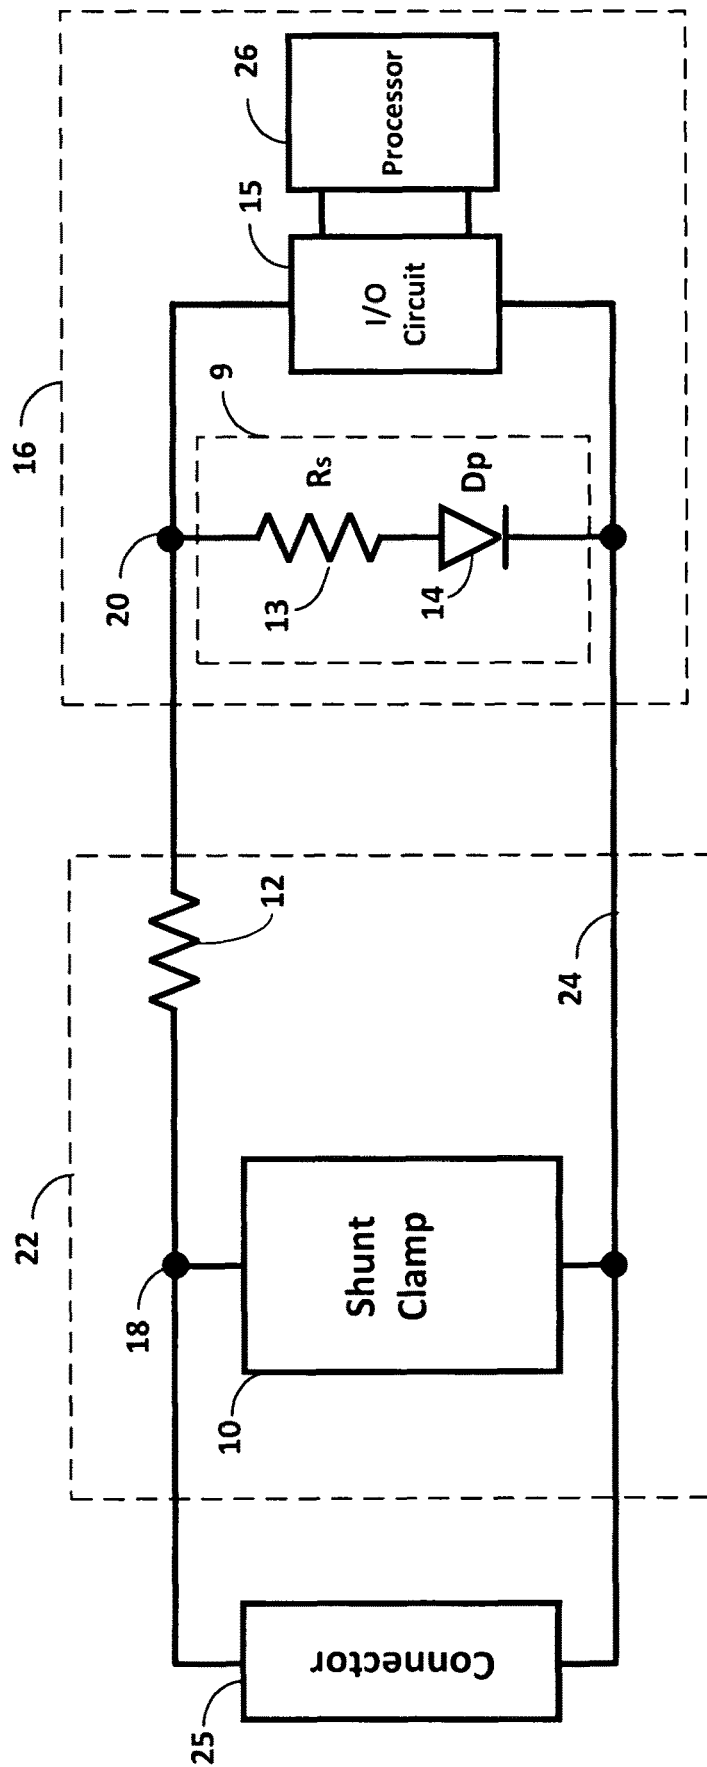 16
26
Processor
15
I/O
Circuit
9
20
Rs
13
Dp
14
22
12
24
18
Shunt
Clamp
10
Connector
25